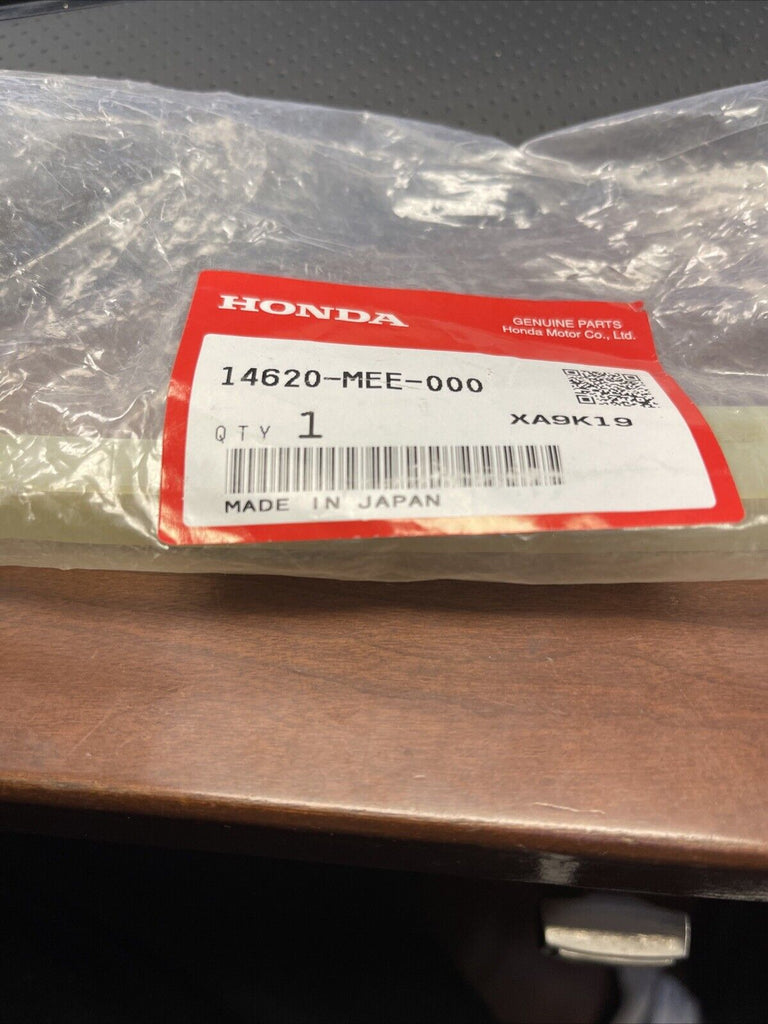 HONDA
GENUINE PARTS
Honda Motor Co., Ltd.
14620-MEE-000
QTY 1
XA9K19
MADE IN JAPAN